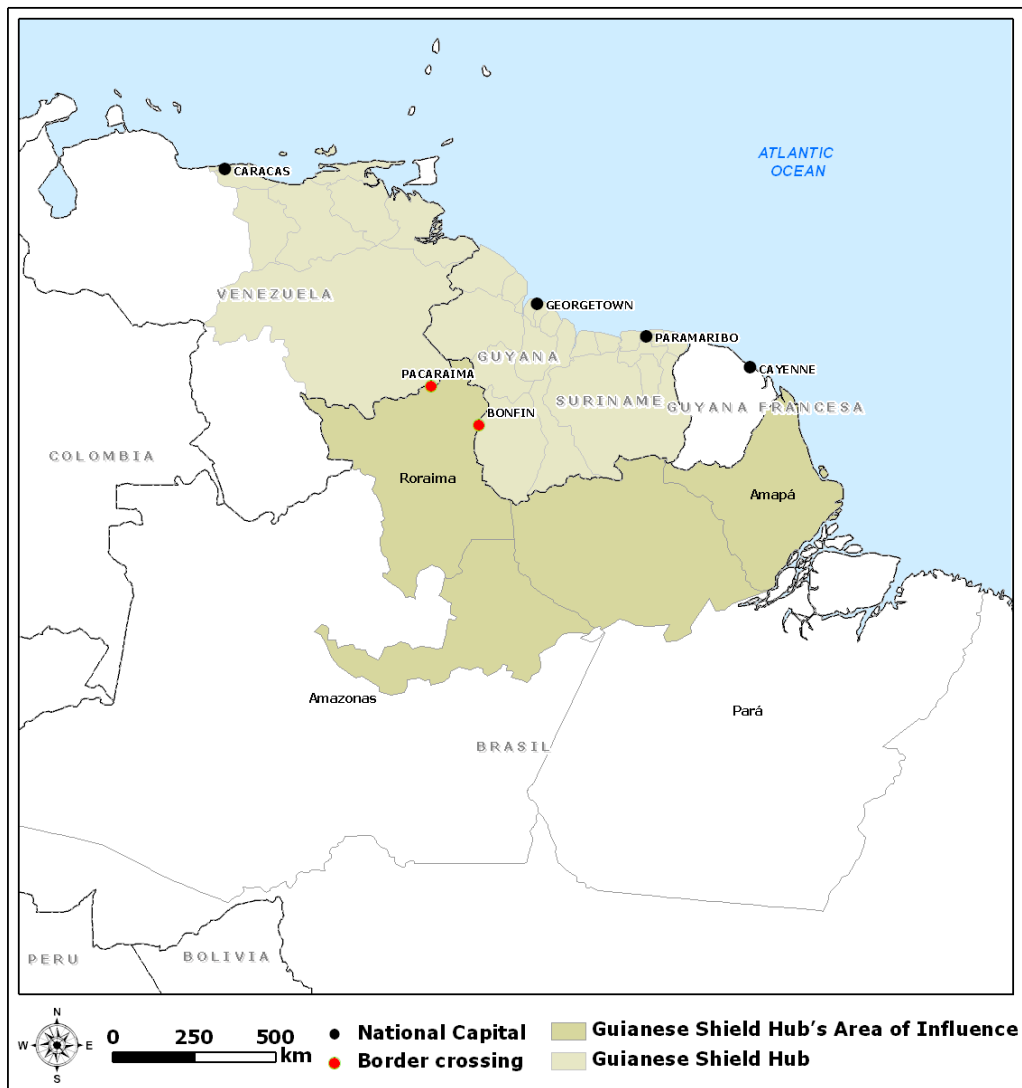 ATLANTIC
OCEAN
CARACAS
VENEZUELA
GEORGETOWN
PARAMARIBO
GUYANA
CAYENNE
PACARAIMA
SURINAME
GUYANA FRANCESA
BONFIN
COLOMBIA
Roraima
Amapá
Amazonas
Pará
BRASIL
PERU
BOLIVIA
N
W E
S
0 250 500
km
National Capital
Border crossing
Guianese Shield Hub's Area of Influence
Guianese Shield Hub